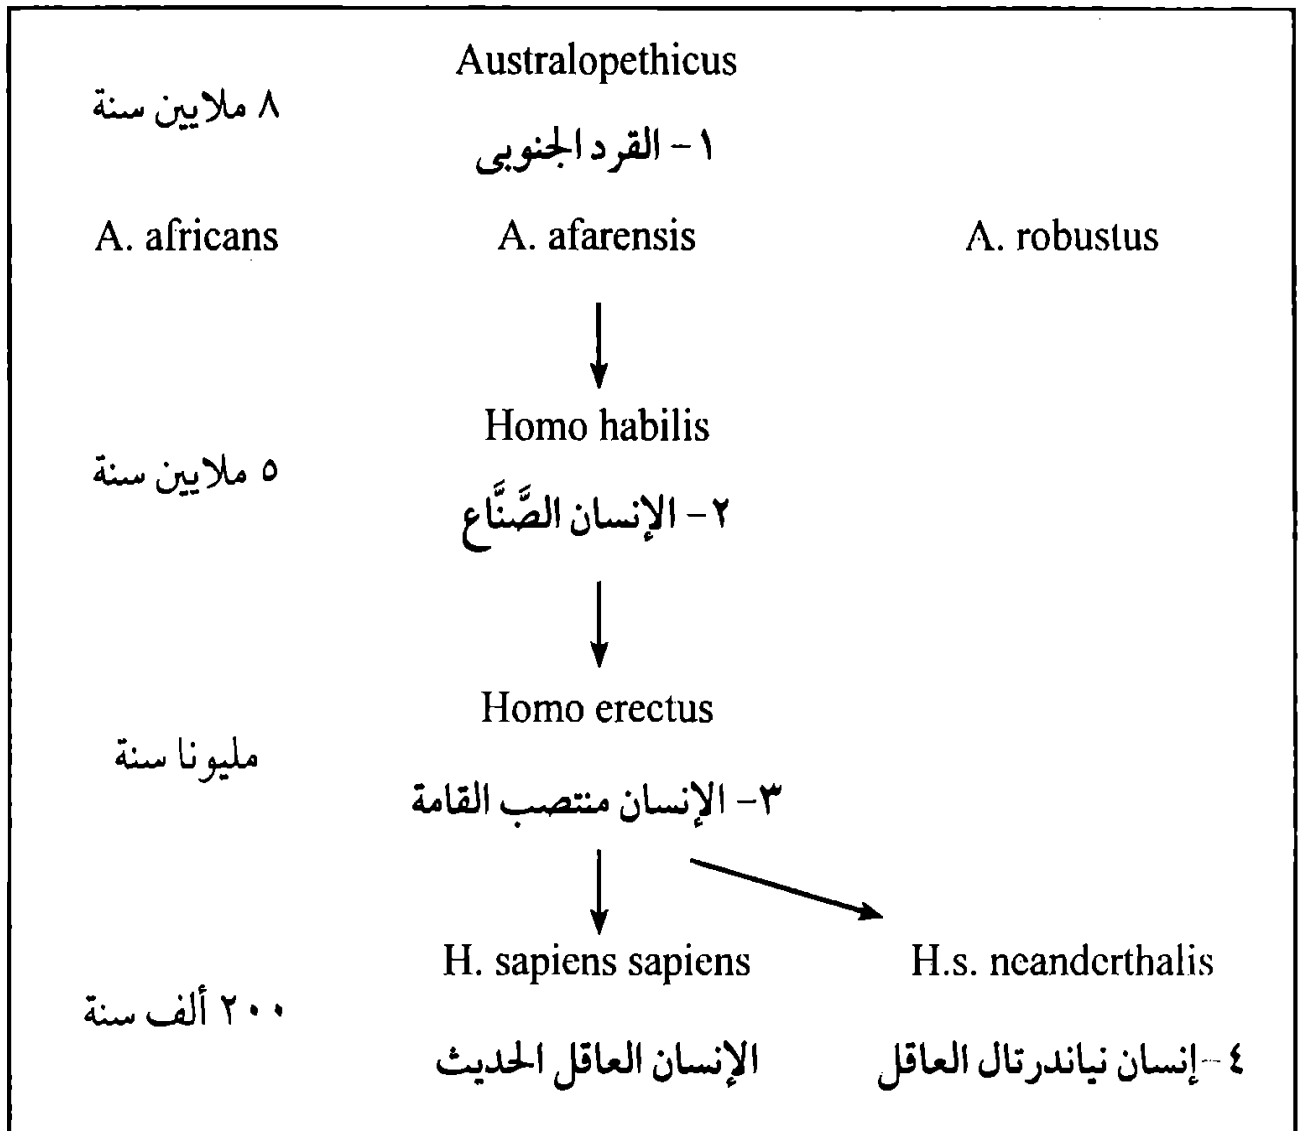 Australopethicus
٨ ملايين سنة
١ - القرد الجنوبى
A. africans A. afarensis A. robustus
Homo habilis
٥ ملايين سنة
٢ - الإنسان الصَّنَّاع
Homo erectus
مليونا سنة
٣ - الإنسان منتصب القامة
H. sapiens sapiens H.s. neanderthalis
٢٠٠ ألف سنة
الإنسان العاقل الحديث ٤ - إنسان نياندرتال العاقل